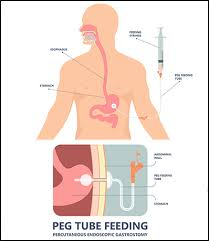 FEEDING
SYRINGE
ESOPHAGUS
STOMACH
PEG FEEDING
TUBE
ABDOMINAL
WALL
PEG FEEDING
TUBE
STOMACH
PEG TUBE FEEDING
PERCUTANEOUS ENDOSCOPIC GASTROSTOMY